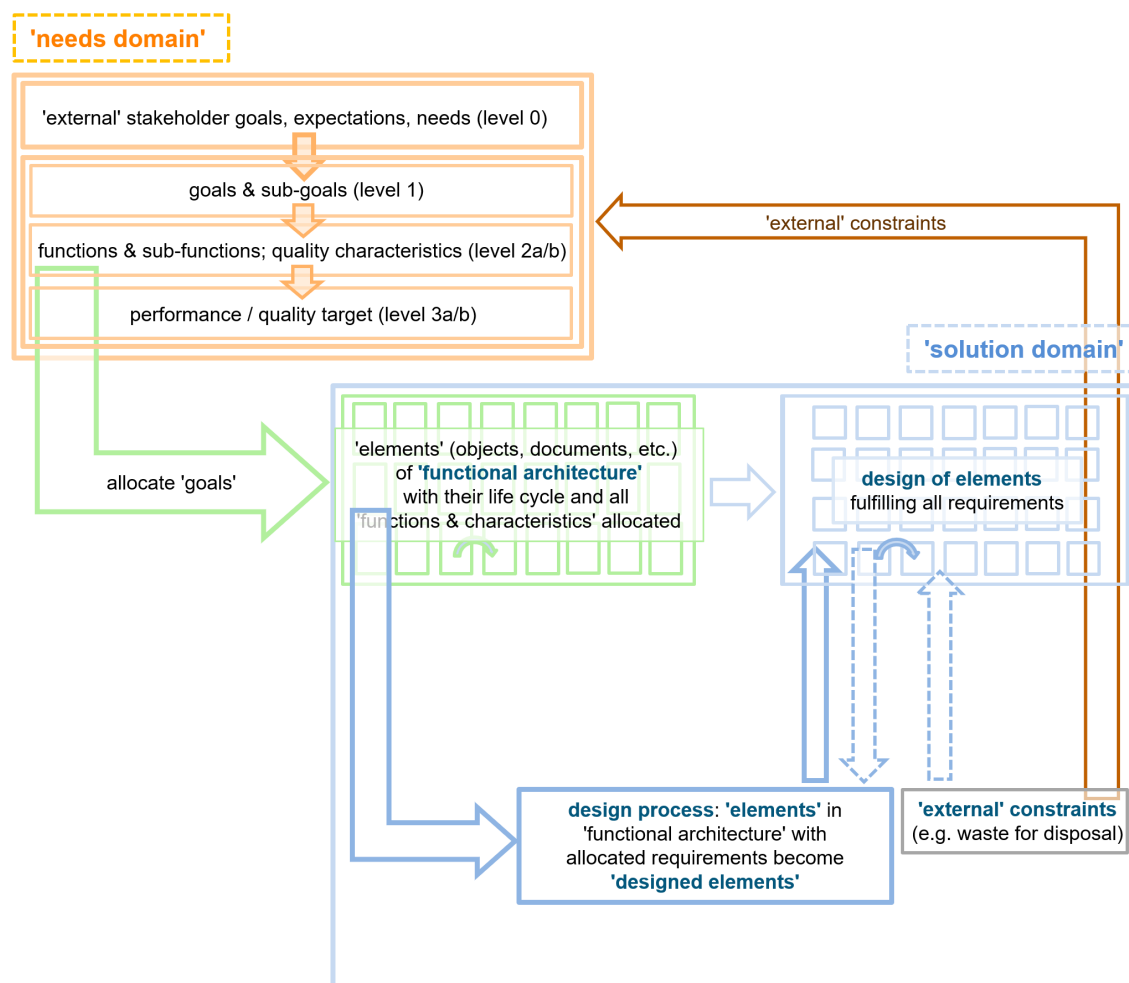 'needs domain'
'external' stakeholder goals, expectations, needs (level 0)
goals & sub-goals (level 1)
functions & sub-functions; quality characteristics (level 2a/b)
performance / quality target (level 3a/b)
'external' constraints
'solution domain'
allocate 'goals'
'elements' (objects, documents, etc.)
of 'functional architecture'
with their life cycle and all
'functions & characteristics' allocated
design of elements
fulfilling all requirements
design process: 'elements' in
'functional architecture' with
allocated requirements become
'designed elements'
'external' constraints
(e.g. waste for disposal)